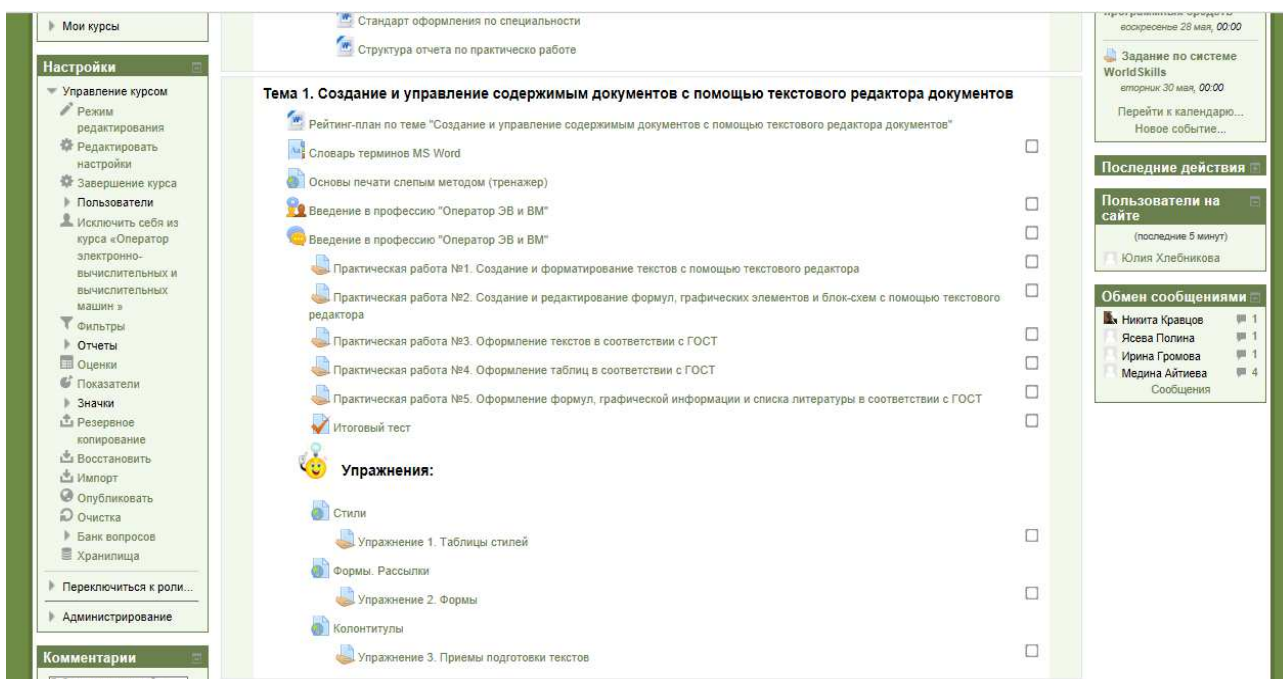 Мои курсы
Настройки
Управление курсом
Режим
редактирования
Редактировать
настройки
Завершение курса
Пользователи
Исключить себя из
курса «Оператор
электронно-
вычислительных и
вычислительных
машин »
Фильтры
Отчеты
Оценки
Показатели
Значки
Резервное
копирование
Восстановить
Импорт
Опубликовать
Очистка
Банк вопросов
Хранилища
Переключиться к роли...
Администрирование
Комментарии
Стандарт оформления по специальности
Структура отчета по практическо работе
Тема 1. Создание и управление содержимым документов с помощью текстового редактора документов
Рейтинг-план по теме "Создание и управление содержимым документов с помощью текстового редактора документов"
Словарь терминов MS Word
Основы печати слепым методом (тренажер)
Введение в профессию "Оператор ЭВ и ВМ"
Введение в профессию "Оператор ЭВ и ВМ"
Практическая работа №1. Создание и форматирование текстов с помощью текстового редактора
Практическая работа №2. Создание и редактирование формул, графических элементов и блок-схем с помощью текстового
редактора
Практическая работа №3. Оформление текстов в соответствии с ГОСТ
Практическая работа №4. Оформление таблиц в соответствии с ГОСТ
Практическая работа №5. Оформление формул, графической информации и списка литературы в соответствии с ГОСТ
Итоговый тест
Упражнения:
Стили
Упражнение 1. Таблицы стилей
Формы. Рассылки
Упражнение 2. Формы
Колонтитулы
Упражнение 3. Приемы подготовки текстов
воскресенье 28 мая, 00:00
Задание по системе
WorldSkills
вторник 30 мая, 00:00
Перейти к календарю...
Новое событие...
Последние действия
Пользователи на
сайте
(последние 5 минут)
Юлия Хлебникова
Обмен сообщениями
Никита Кравцов 1
Ясева Полина 1
Ирина Громова 1
Медина Айтиева 4
Сообщения